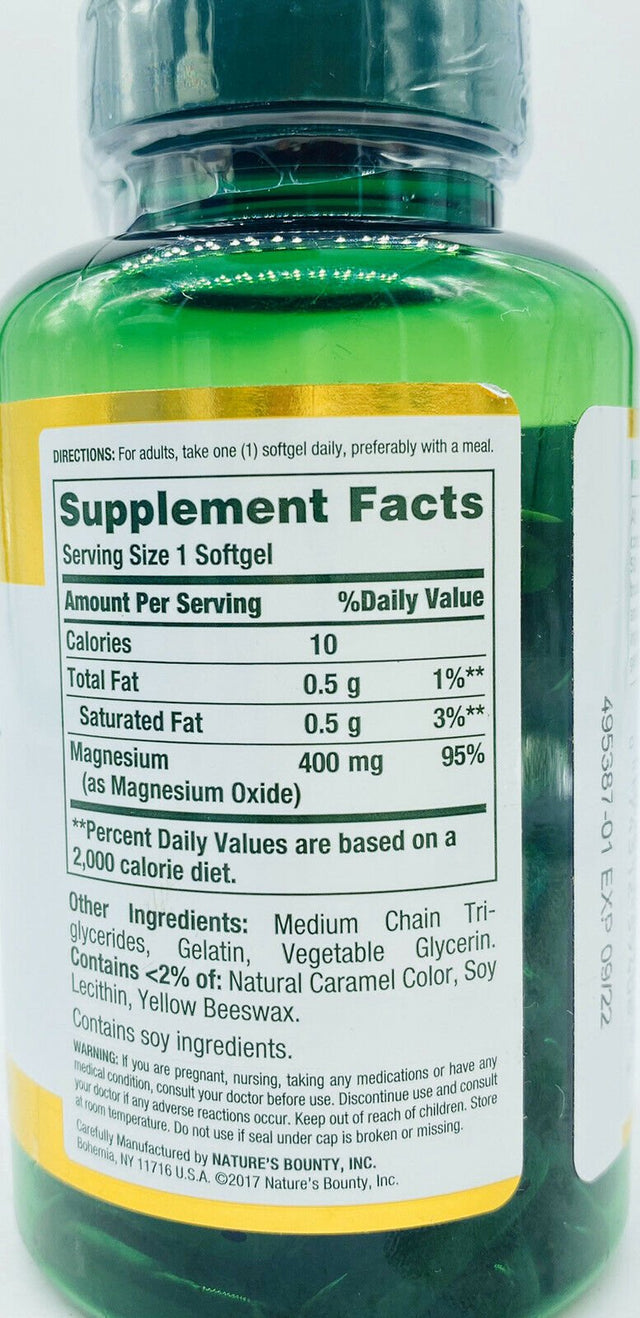 DIRECTIONS: For adults, take one (1) softgel daily, preferably with a meal.
Supplement Facts
Serving Size 1 Softgel
Amount Per Serving %Daily Value
Calories 10
Total Fat 0.5 g 1%**
Saturated Fat 0.5 g 3%**
Magnesium 400 mg 95%
(as Magnesium Oxide)
**Percent Daily Values are based on a
2,000 calorie diet.
Other Ingredients: Medium Chain Tri-
glycerides, Gelatin, Vegetable Glycerin.
Contains <2% of: Natural Caramel Color, Soy
Lecithin, Yellow Beeswax.
Contains soy ingredients.
WARNING: If you are pregnant, nursing, taking any medications or have any
medical condition, consult your doctor before use. Discontinue use and consult
your doctor if any adverse reactions occur. Keep out of reach of children. Store
at room temperature. Do not use if seal under cap is broken or missing.
Carefully Manufactured by NATURE'S BOUNTY, INC.
Bohemia, NY 11716 U.S.A. ©2017 Nature's Bounty, Inc.
495387-01 EXP 09/22